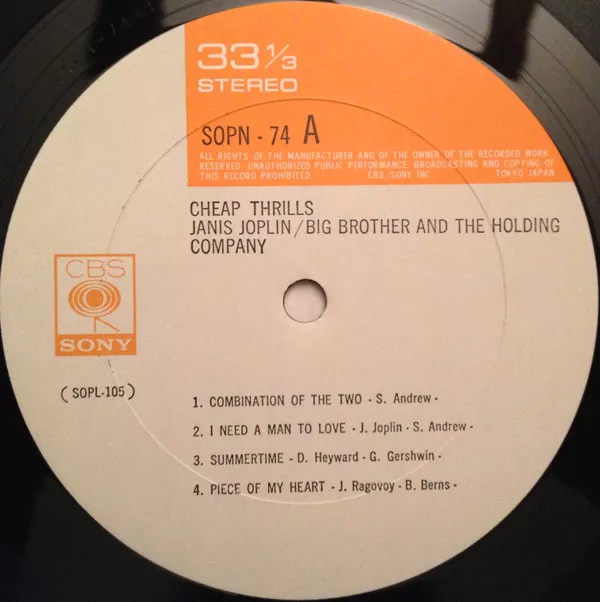 33 1/3
STEREO
SOPN - 74 A
ALL RIGHTS OF THE MANUFACTURER AND OF THE OWNER OF THE RECORDED WORK
RESERVED. UNAUTHORIZED PUBLIC PERFORMANCE, BROADCASTING AND COPYING OF
THIS RECORD PROHIBITED. CBS/SONY INC TOKYO JAPAN
CHEAP THRILLS
JANIS JOPLIN/BIG BROTHER AND THE HOLDING
COMPANY
CBS
SONY
(SOPL-105)
1. COMBINATION OF THE TWO - S. Andrew -
2. I NEED A MAN TO LOVE - J. Joplin - S. Andrew -
3. SUMMERTIME - D. Heyward - G. Gershwin -
4. PIECE OF MY HEART - J. Ragovoy - B. Berns -